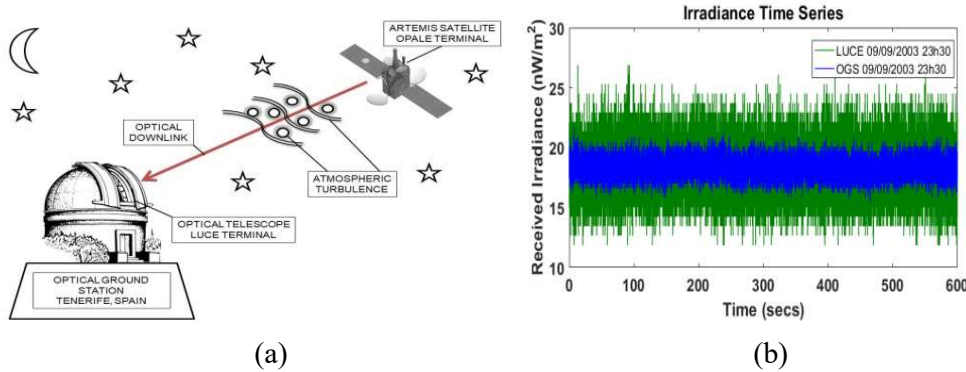 (a)
ARTEMIS SATELLITE
OPALE TERMINAL
OPTICAL
DOWNLINK
ATMOSPHERIC
TURBULENCE
OPTICAL TELESCOPE
LUCE TERMINAL
OPTICAL GROUND
STATION
TENERIFE, SPAIN
(a)
Irradiance Time Series
LUCE 09/09/2003 23h30
OGS 09/09/2003 23h30
Received Irradiance (nW/m²)
30
25
20
15
10
0 100 200 300 400 500 600
Time (secs)
(b)